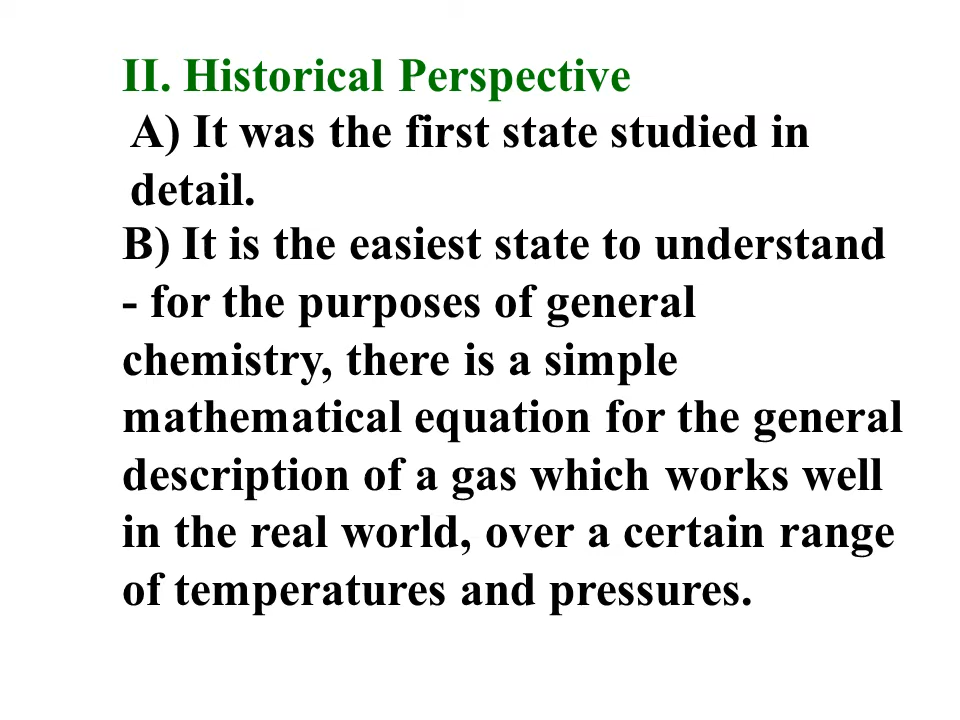 II. Historical Perspective
A) It was the first state studied in
detail.
B) It is the easiest state to understand
- for the purposes of general
chemistry, there is a simple
mathematical equation for the general
description of a gas which works well
in the real world, over a certain range
of temperatures and pressures.